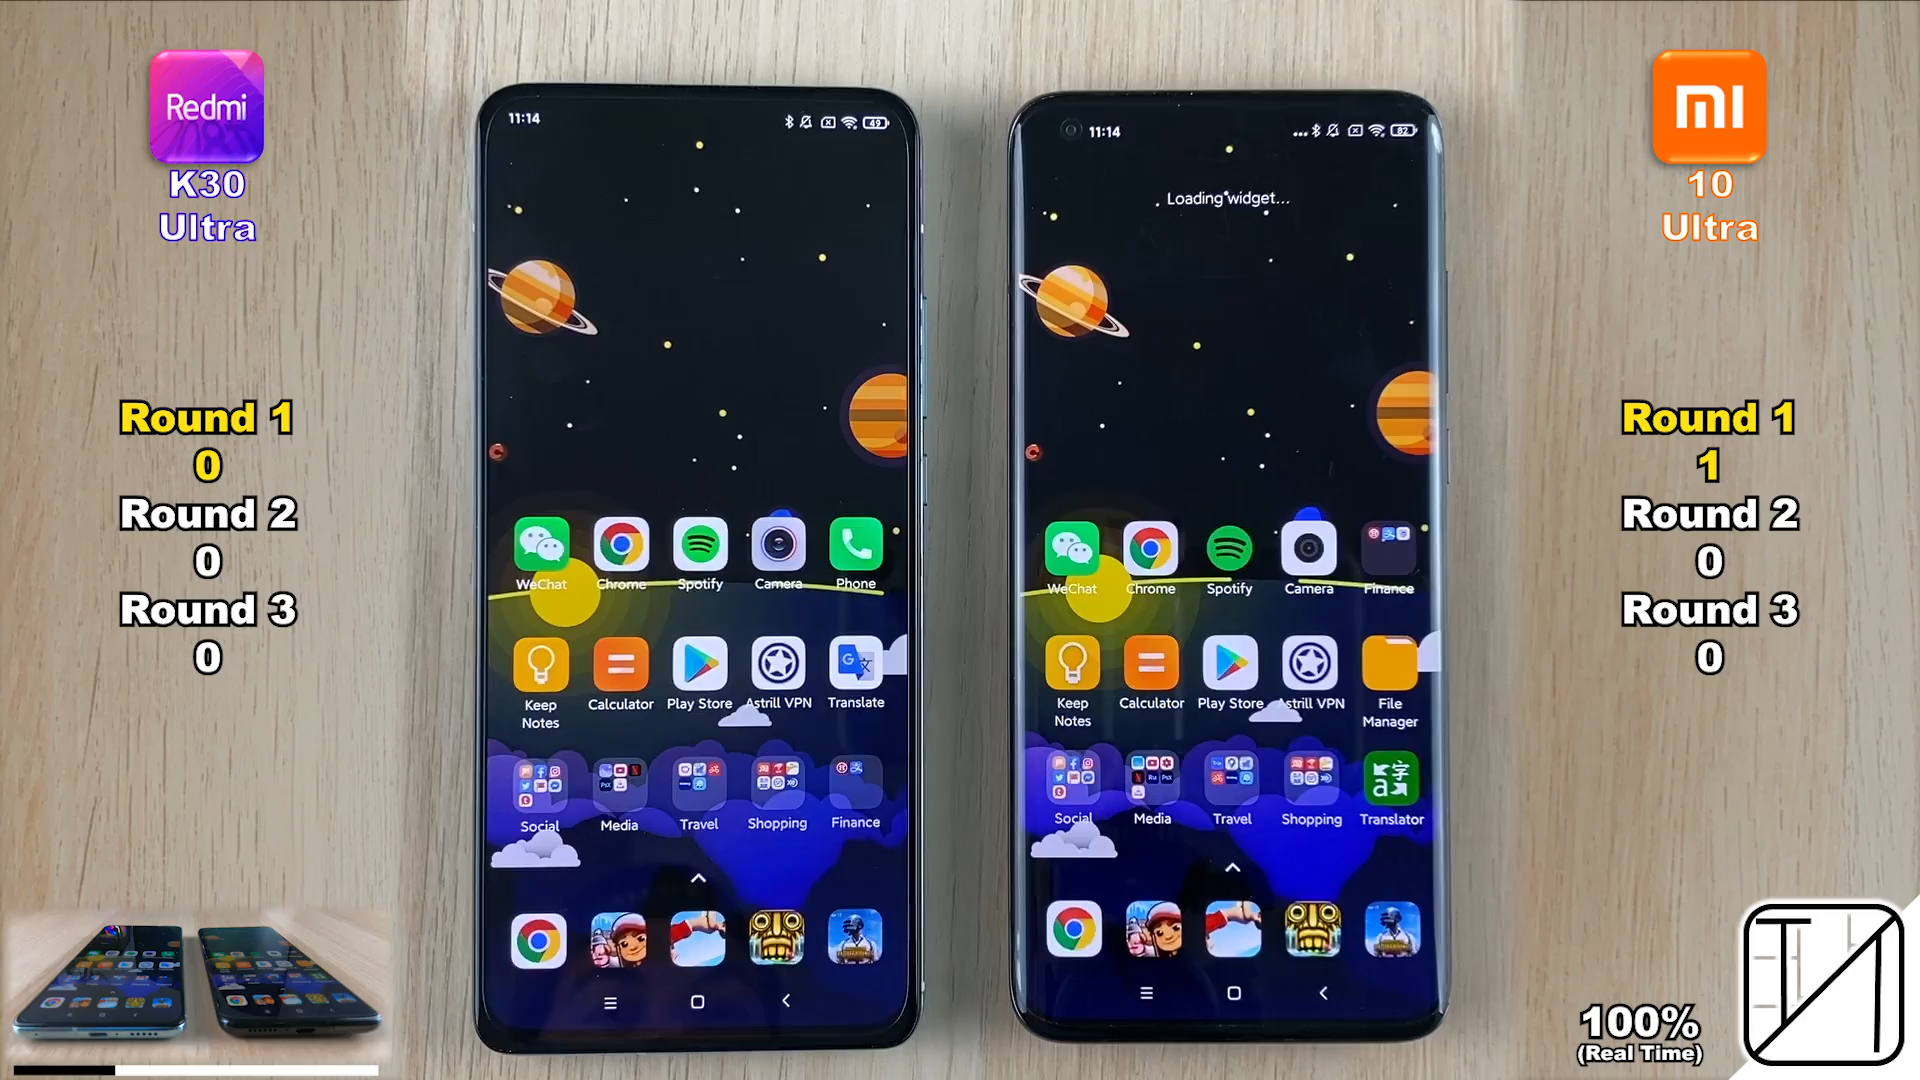 Redmi
K30
Ultra
Round 1
0
Round 2
0
Round 3
0
11:14
49
WeChat
Chrome
Spotify
Camera
Phone
Keep
Notes
Calculator
Play Store
Astrill VPN
Translate
Social
Media
Travel
Shopping
Finance
11:14
82
Loading widget...
WeChat
Chrome
Spotify
Camera
Finance
Keep
Notes
Calculator
Play Store
Astrill VPN
File
Manager
Social
Media
Travel
Shopping
Translator
MI
10
Ultra
Round 1
1
Round 2
0
Round 3
0
100%
(Real Time)